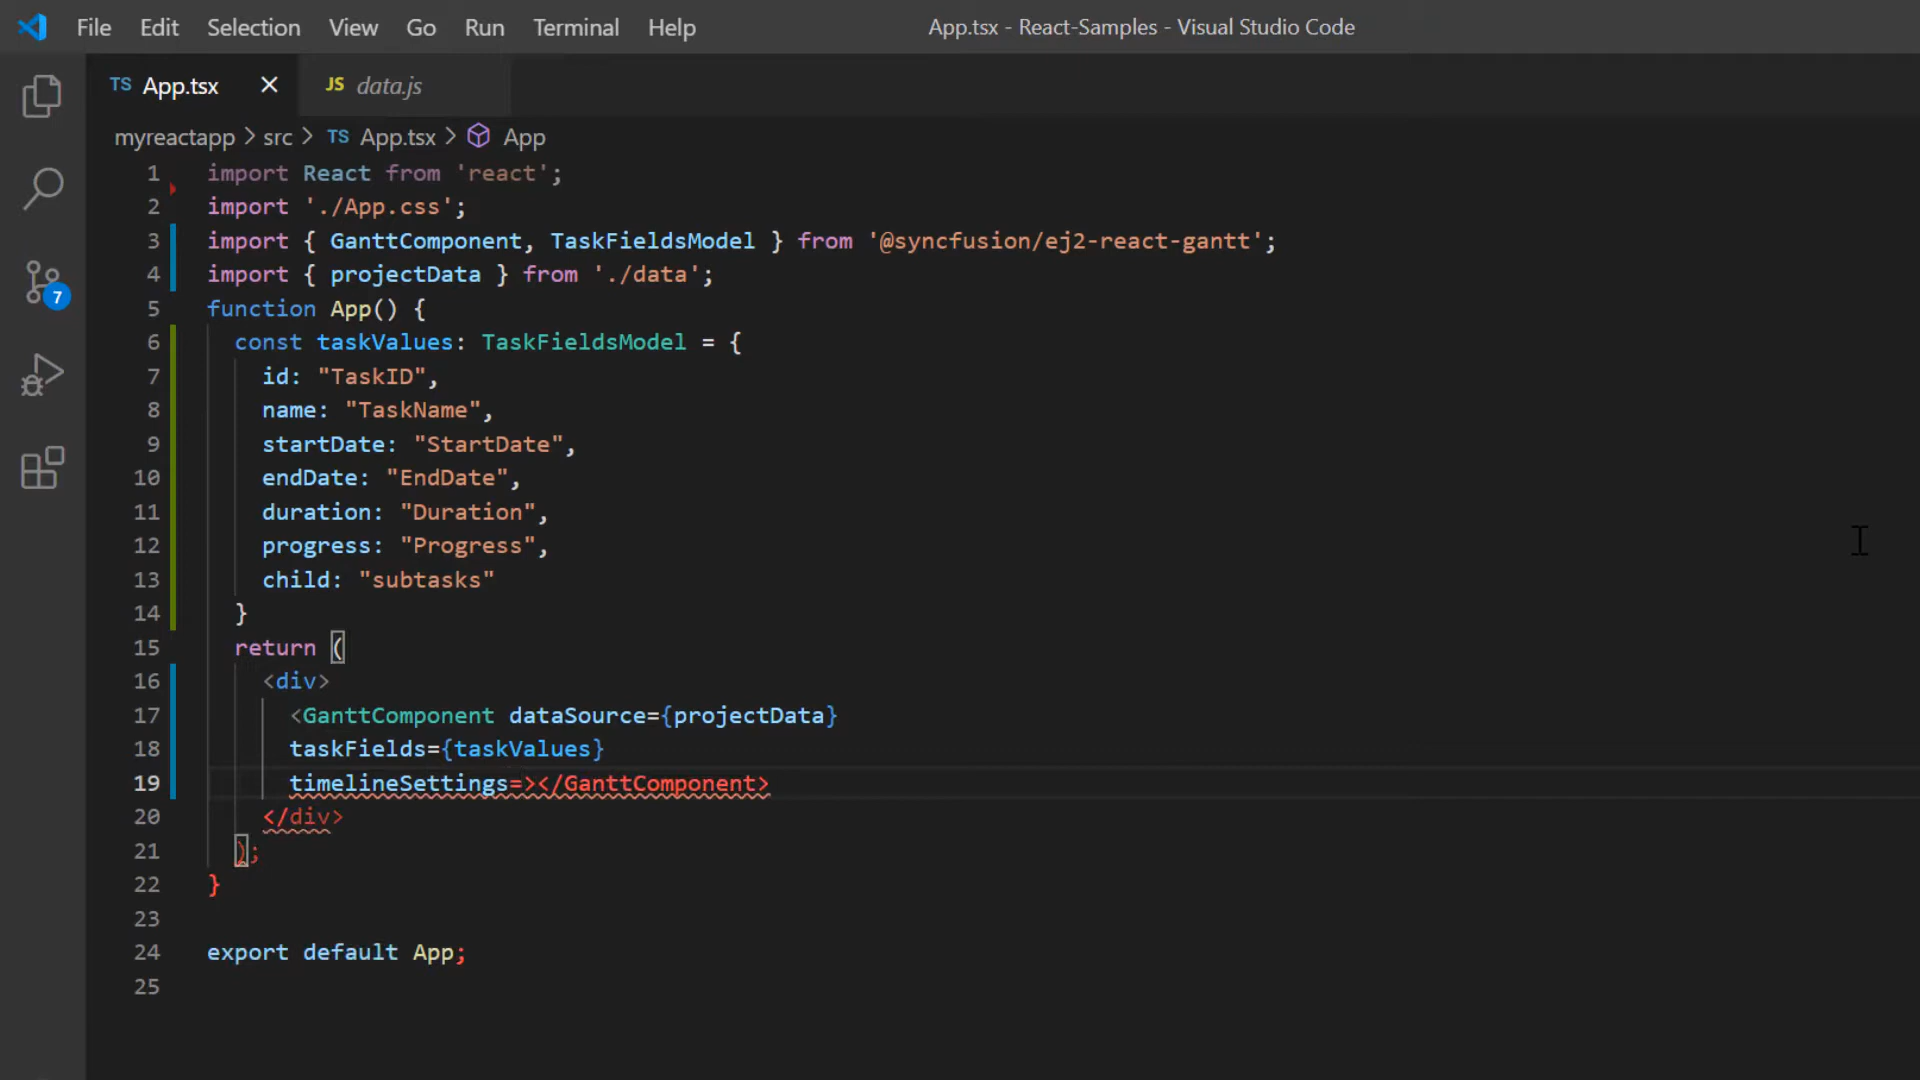 File Edit Selection View Go Run Terminal Help App.tsx - React-Samples - Visual Studio Code
TS App.tsx × JS data.js
myreactapp > src > TS App.tsx > App
1 import React from 'react';
2 import './App.css';
3 import { GanttComponent, TaskFieldsModel } from '@syncfusion/ej2-react-gantt';
4 import { projectData } from './data';
5 function App() {
6 const taskValues: TaskFieldsModel = {
7 id: "TaskID",
8 name: "TaskName",
9 startDate: "StartDate",
10 endDate: "EndDate",
11 duration: "Duration",
12 progress: "Progress",
13 child: "subtasks"
14 }
15 return (
16 <div>
17 <GanttComponent dataSource={projectData}
18 taskFields={taskValues}
19 timelineSettings=></GanttComponent>
20 </div>
21 );
22 }
23
24 export default App;
25
7